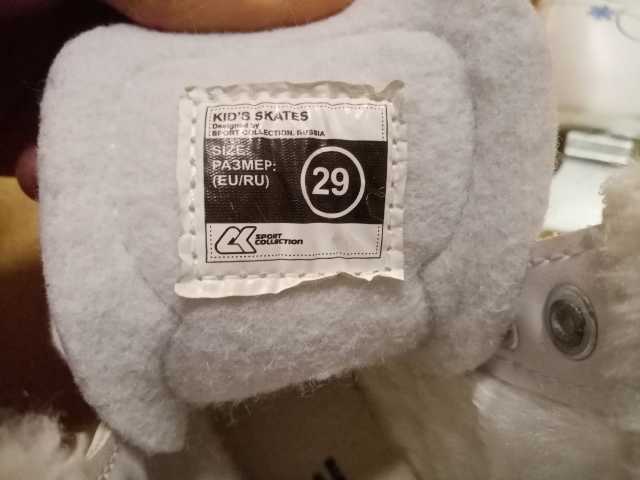 KID'S SKATES
Designed by
SPORT COLLECTION, RUSSIA
SIZE:
РАЗМЕР:
(EU/RU)
29
SPORT
COLLECTION